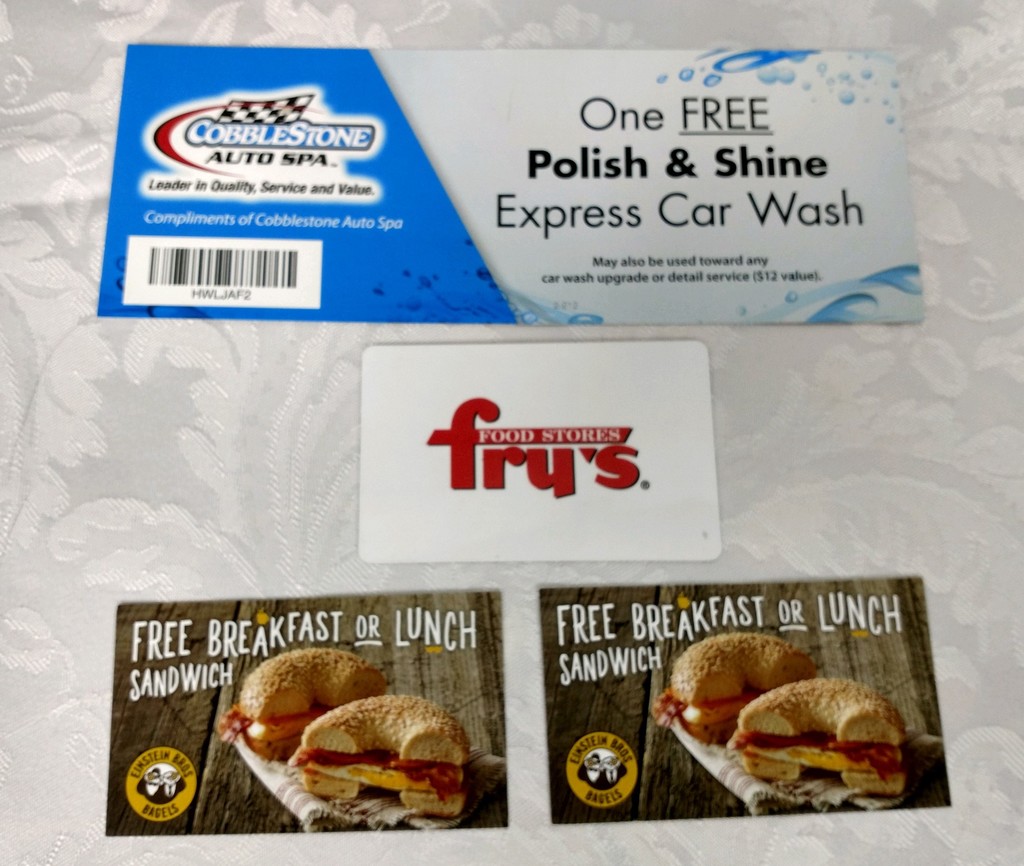 COBBLESTONE
AUTO SPA™
Leader in Quality, Service and Value.
Compliments of Cobblestone Auto Spa
HWLJAF2
One FREE
Polish & Shine
Express Car Wash
May also be used toward any
car wash upgrade or detail service ($12 value).
FOOD STORES
fry's®
FREE BREAKFAST OR LUNCH
SANDWICH
EINSTEIN BROS
BAGELS
FREE BREAKFAST OR LUNCH
SANDWICH
EINSTEIN BROS
BAGELS